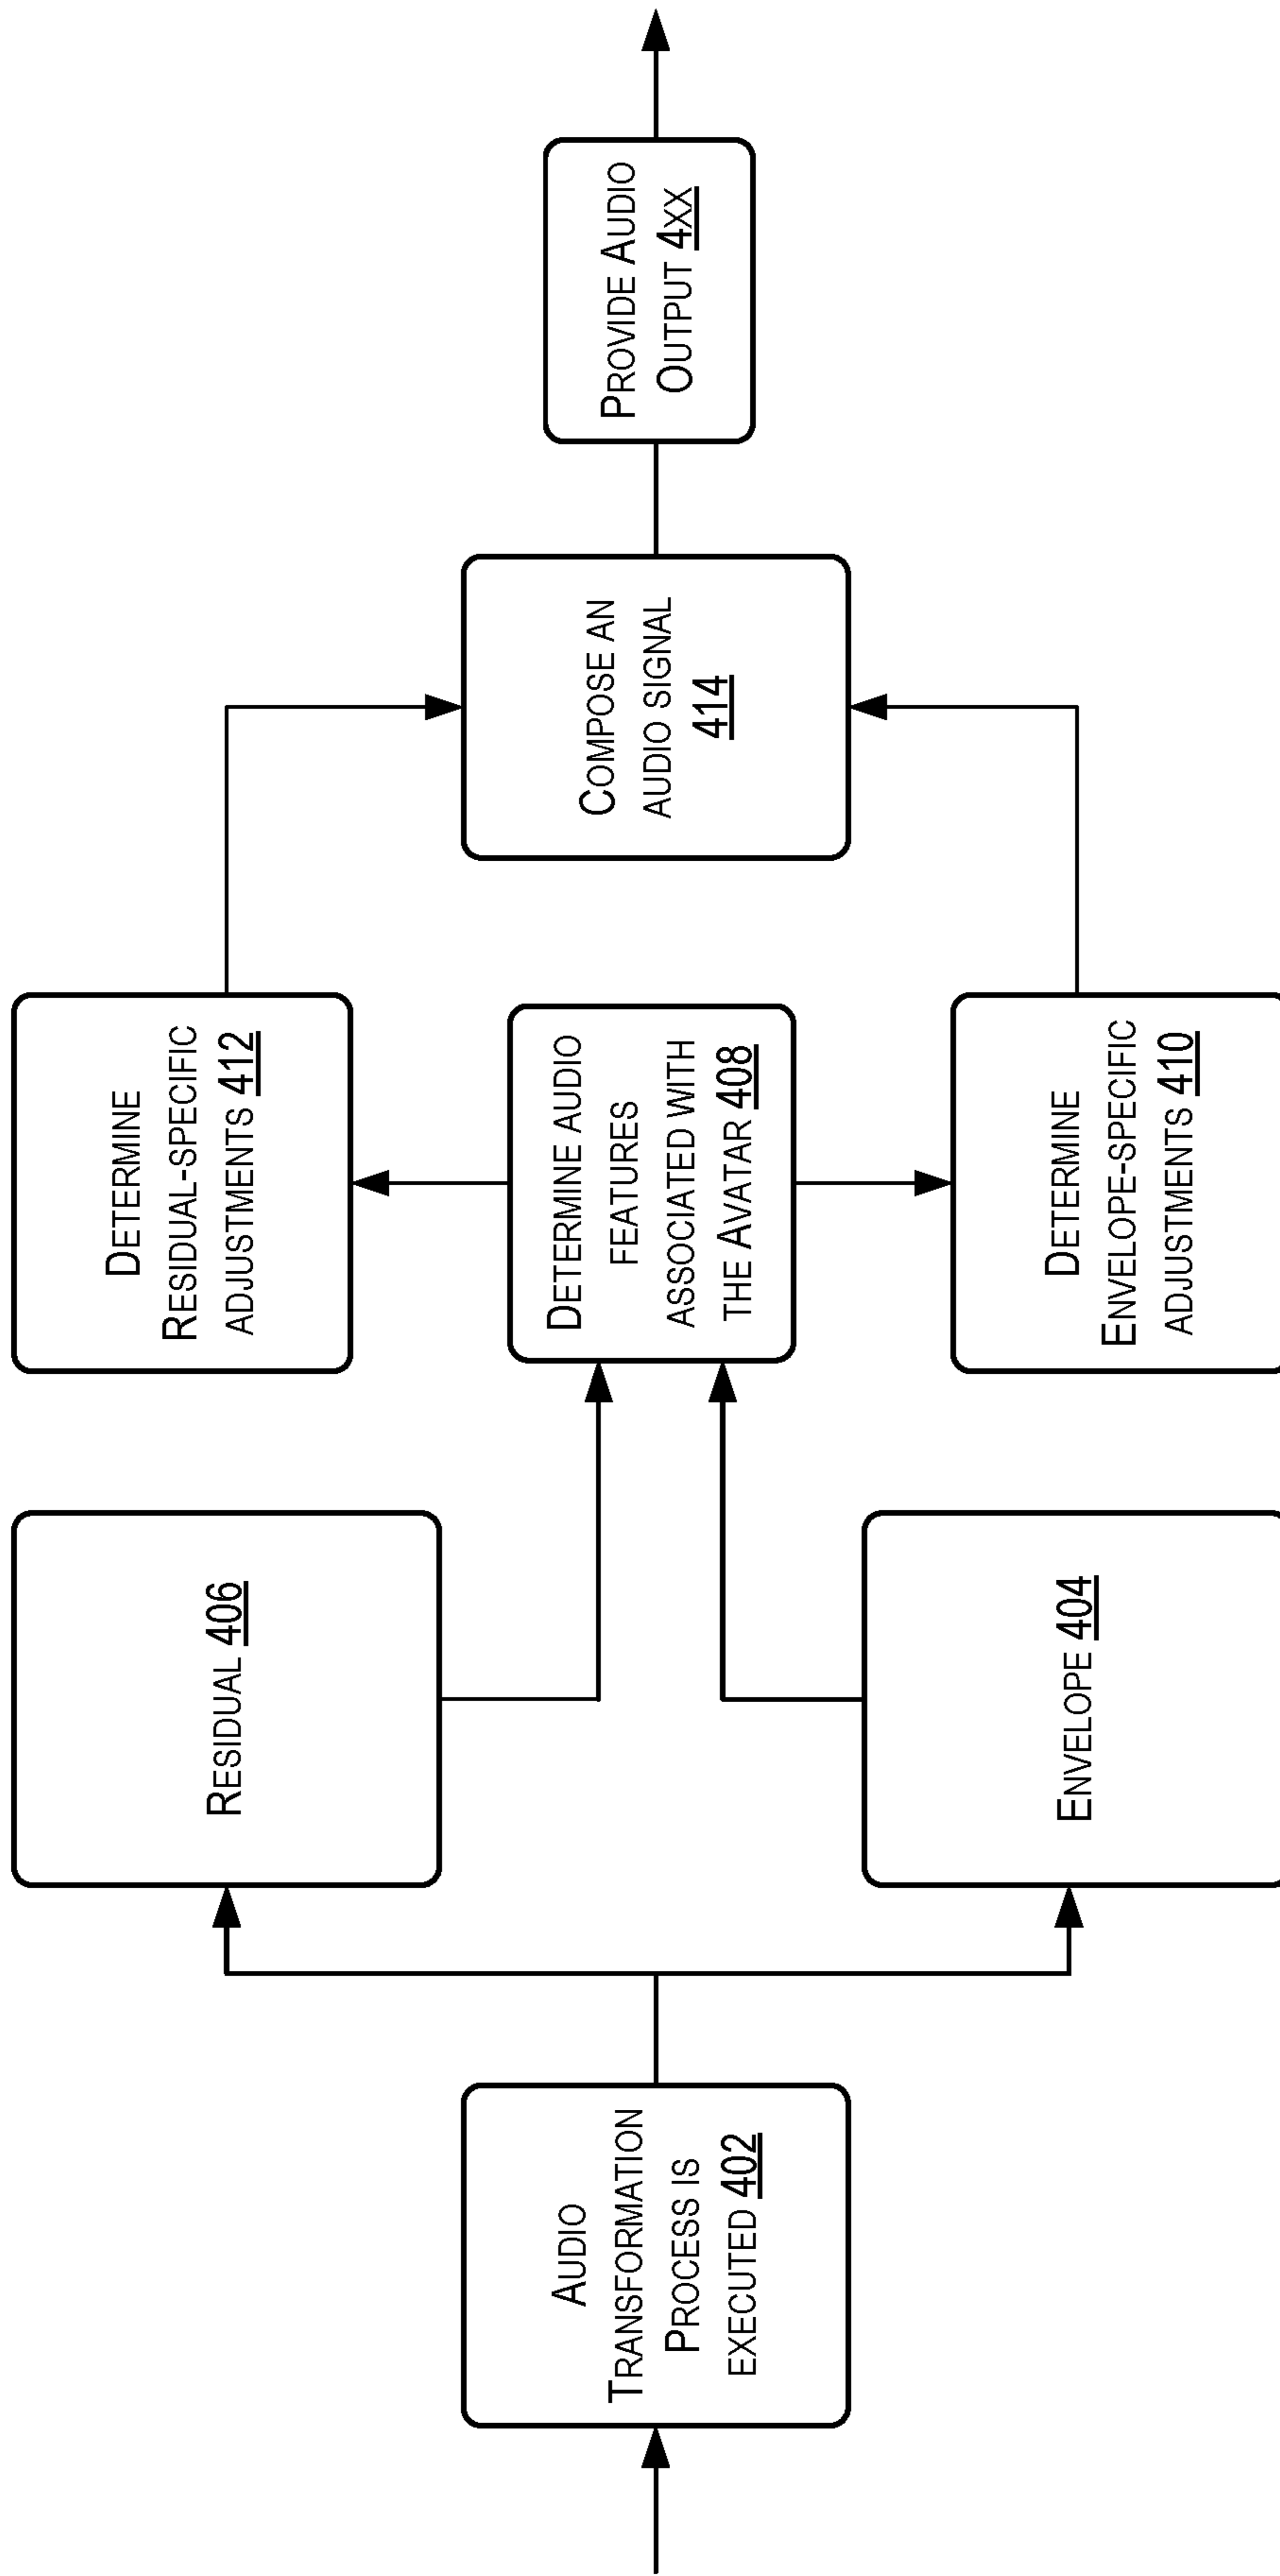 AUDIO
TRANSFORMATION
PROCESS IS
EXECUTED 402
RESIDUAL 406
ENVELOPE 404
DETERMINE AUDIO
FEATURES
ASSOCIATED WITH
THE AVATAR 408
DETERMINE
RESIDUAL-SPECIFIC
ADJUSTMENTS 412
DETERMINE
ENVELOPE-SPECIFIC
ADJUSTMENTS 410
COMPOSE AN
AUDIO SIGNAL
414
PROVIDE AUDIO
OUTPUT 4XX